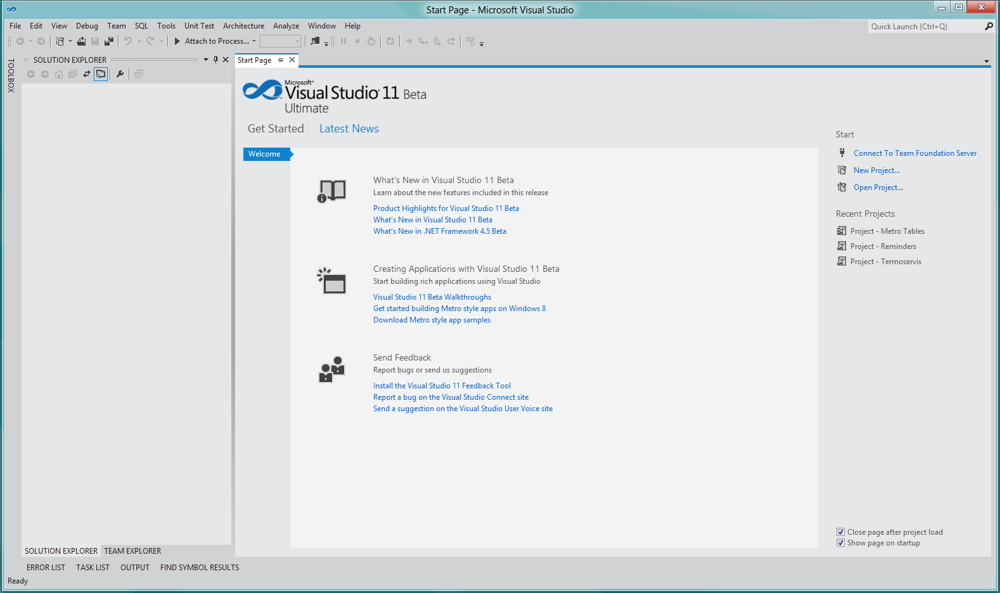 Start Page - Microsoft Visual Studio
File Edit View Debug Team SQL Tools Unit Test Architecture Analyze Window Help
Quick Launch (Ctrl+Q)
Attach to Process...
TOOLBOX
SOLUTION EXPLORER
Start Page
Microsoft®
Visual Studio® 11 Beta
Ultimate
Get Started Latest News
Welcome
What's New in Visual Studio 11 Beta
Learn about the new features included in this release
Product Highlights for Visual Studio 11 Beta
What's New in Visual Studio 11 Beta
What's New in .NET Framework 4.5 Beta
Creating Applications with Visual Studio 11 Beta
Start building rich applications using Visual Studio
Visual Studio 11 Beta Walkthroughs
Get started building Metro style apps on Windows 8
Download Metro style app samples
Send Feedback
Report bugs or send us suggestions
Install the Visual Studio 11 Feedback Tool
Report a bug on the Visual Studio Connect site
Send a suggestion on the Visual Studio User Voice site
Start
Connect To Team Foundation Server
New Project...
Open Project...
Recent Projects
Project - Metro Tables
Project - Reminders
Project - Termoservis
Close page after project load
Show page on startup
SOLUTION EXPLORER TEAM EXPLORER
ERROR LIST TASK LIST OUTPUT FIND SYMBOL RESULTS
Ready